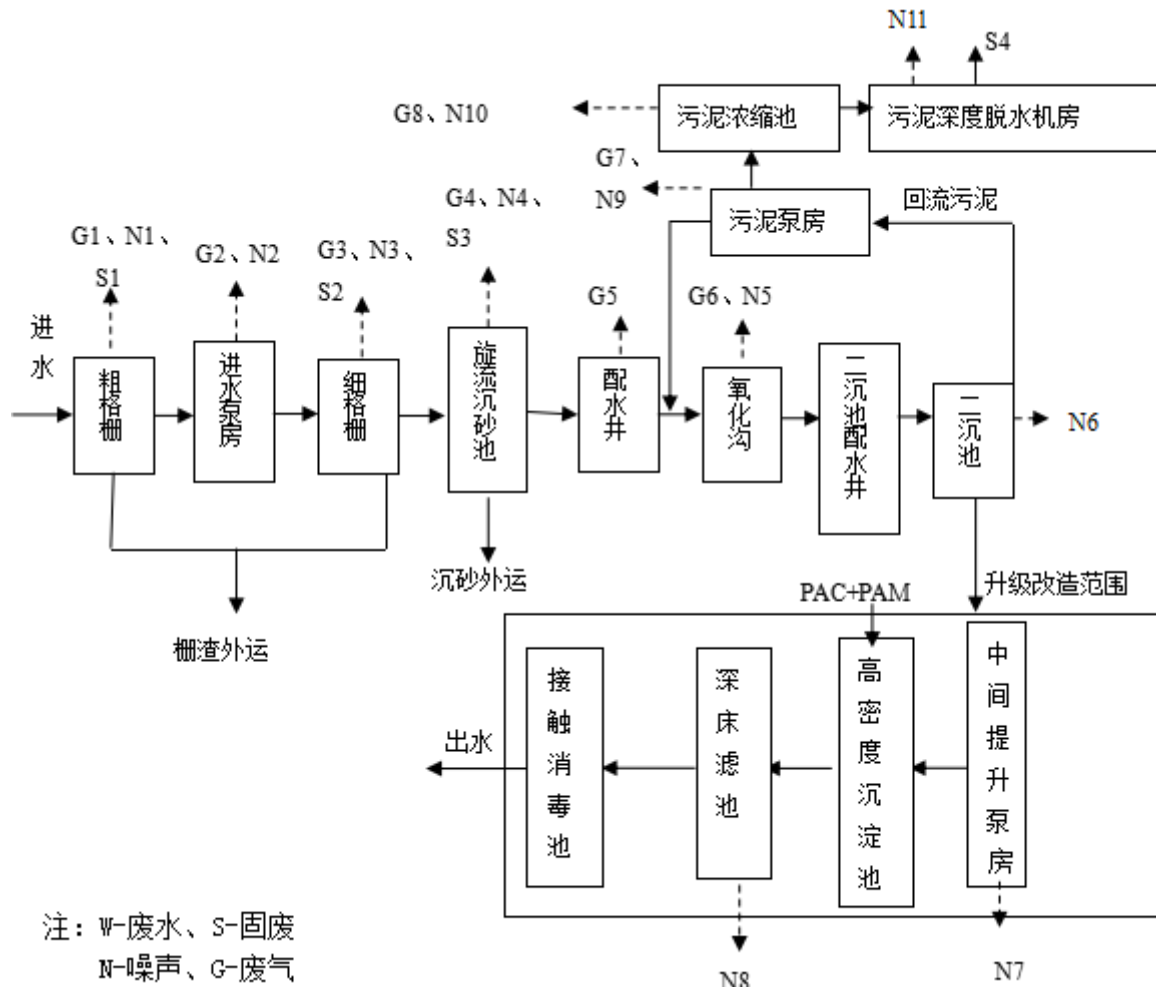 N11
S4
G8、N10
污泥浓缩池
污泥深度脱水机房
G7、
N9
污泥泵房
回流污泥
G4、N4、
S3
G1、N1、
S1
G2、N2
G3、N3、
S2
G5
G6、N5
进水
粗格栅
进水泵房
细格栅
旋流沉砂池
配水井
氧化沟
二沉池配水井
二沉池
N6
沉砂外运
栅渣外运
升级改造范围
PAC+PAM
出水
接触消毒池
深床滤池
高密度沉淀池
中间提升泵房
N8
N7
注：W-废水、S-固废
N-噪声、G-废气